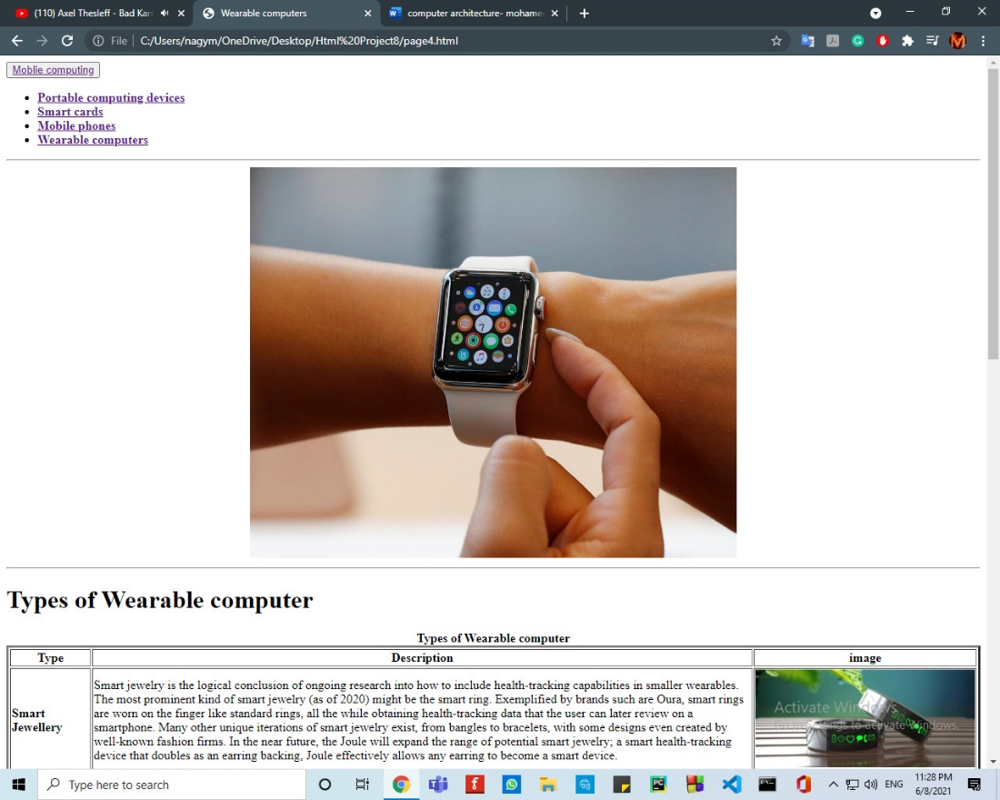 (110) Axel Thesleff - Bad Kar
Wearable computers
computer architecture- mohame
File
C:/Users/nagym/OneDrive/Desktop/Html%20Project8/page4.html
Moblie computing
Portable computing devices
Smart cards
Mobile phones
Wearable computers
22
7
Types of Wearable computer
Types of Wearable computer
Type Description image
Smart Jewellery
Smart jewelry is the logical conclusion of ongoing research into how to include health-tracking capabilities in smaller wearables.
The most prominent kind of smart jewelry (as of 2020) might be the smart ring. Exemplified by brands such are Oura, smart rings
are worn on the finger like standard rings, all the while obtaining health-tracking data that the user can later review on a
smartphone. Many other unique iterations of smart jewelry exist, from bangles to bracelets, with some designs even created by
well-known fashion firms. In the near future, the Joule will expand the range of potential smart jewelry; a smart health-tracking
device that doubles as an earring backing, Joule effectively allows any earring to become a smart device.
Activate Windows
to activate Windows.
Type here to search
ENG
11:28 PM
6/8/2021